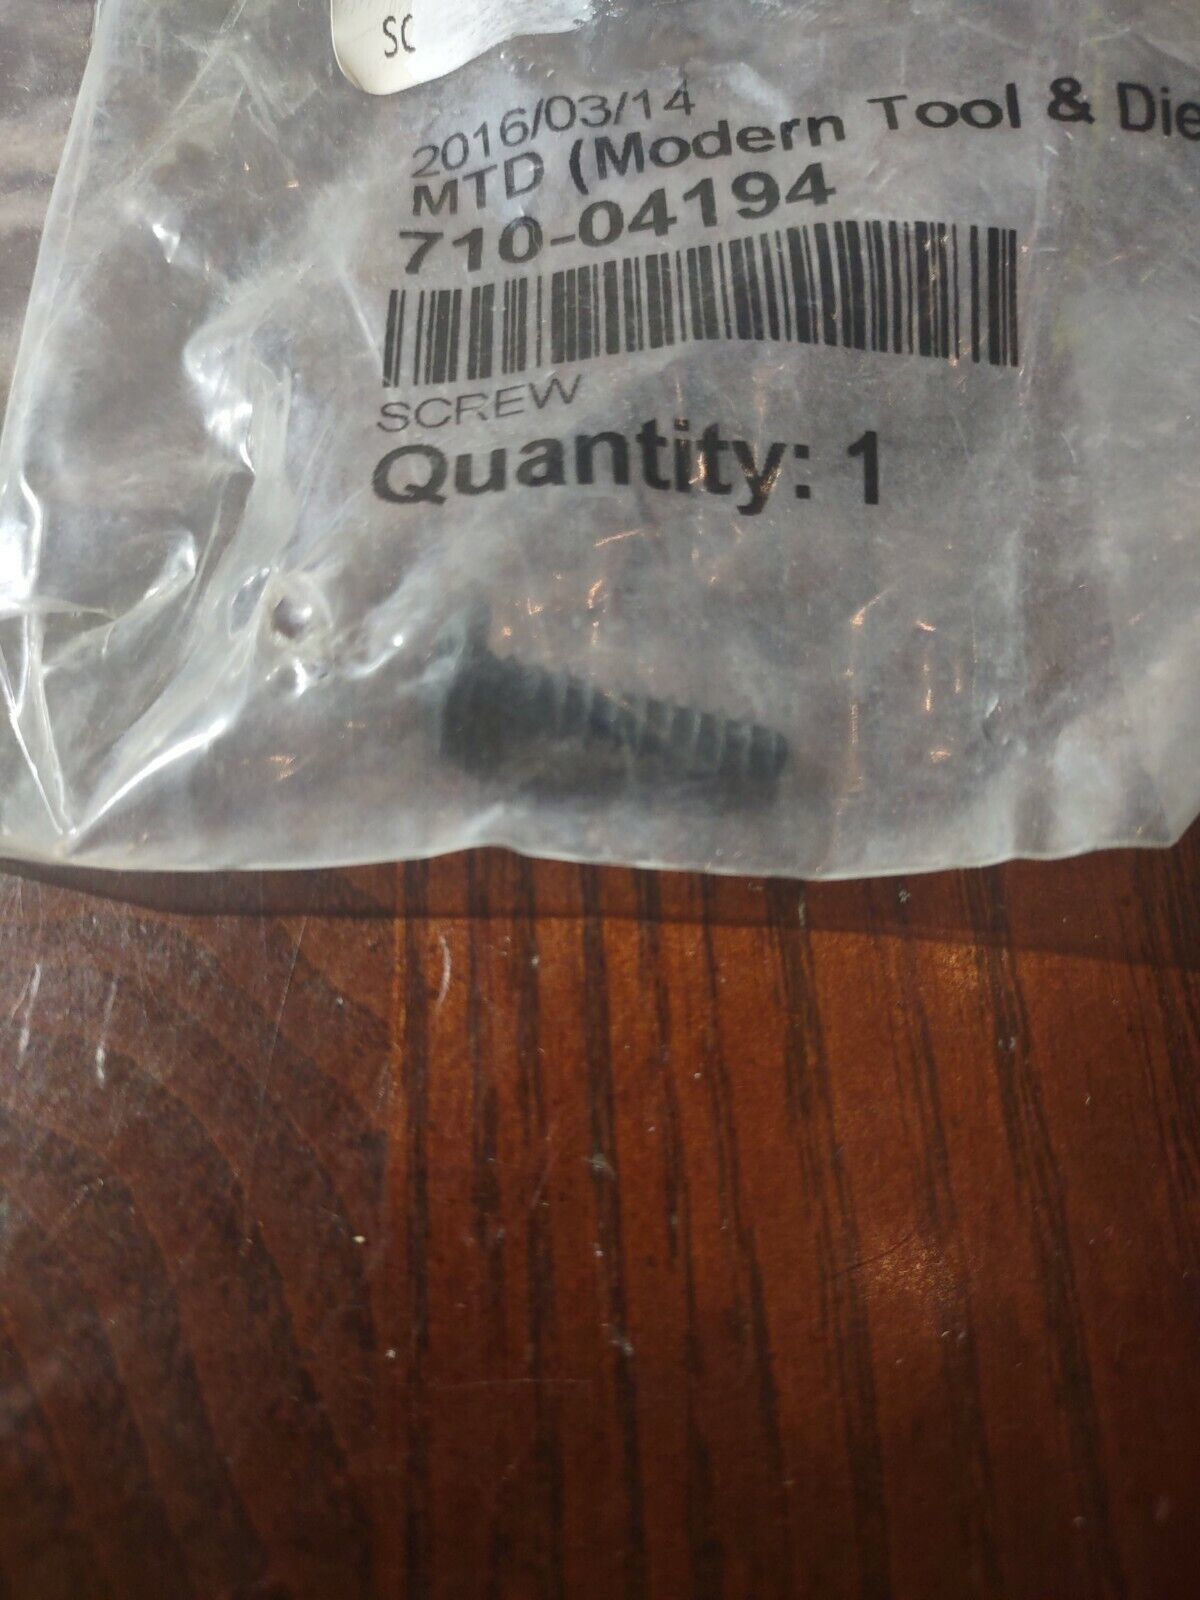 SC
2016/03/14
MTD (Modern Tool & Die
710-04194
SCREW
Quantity: 1